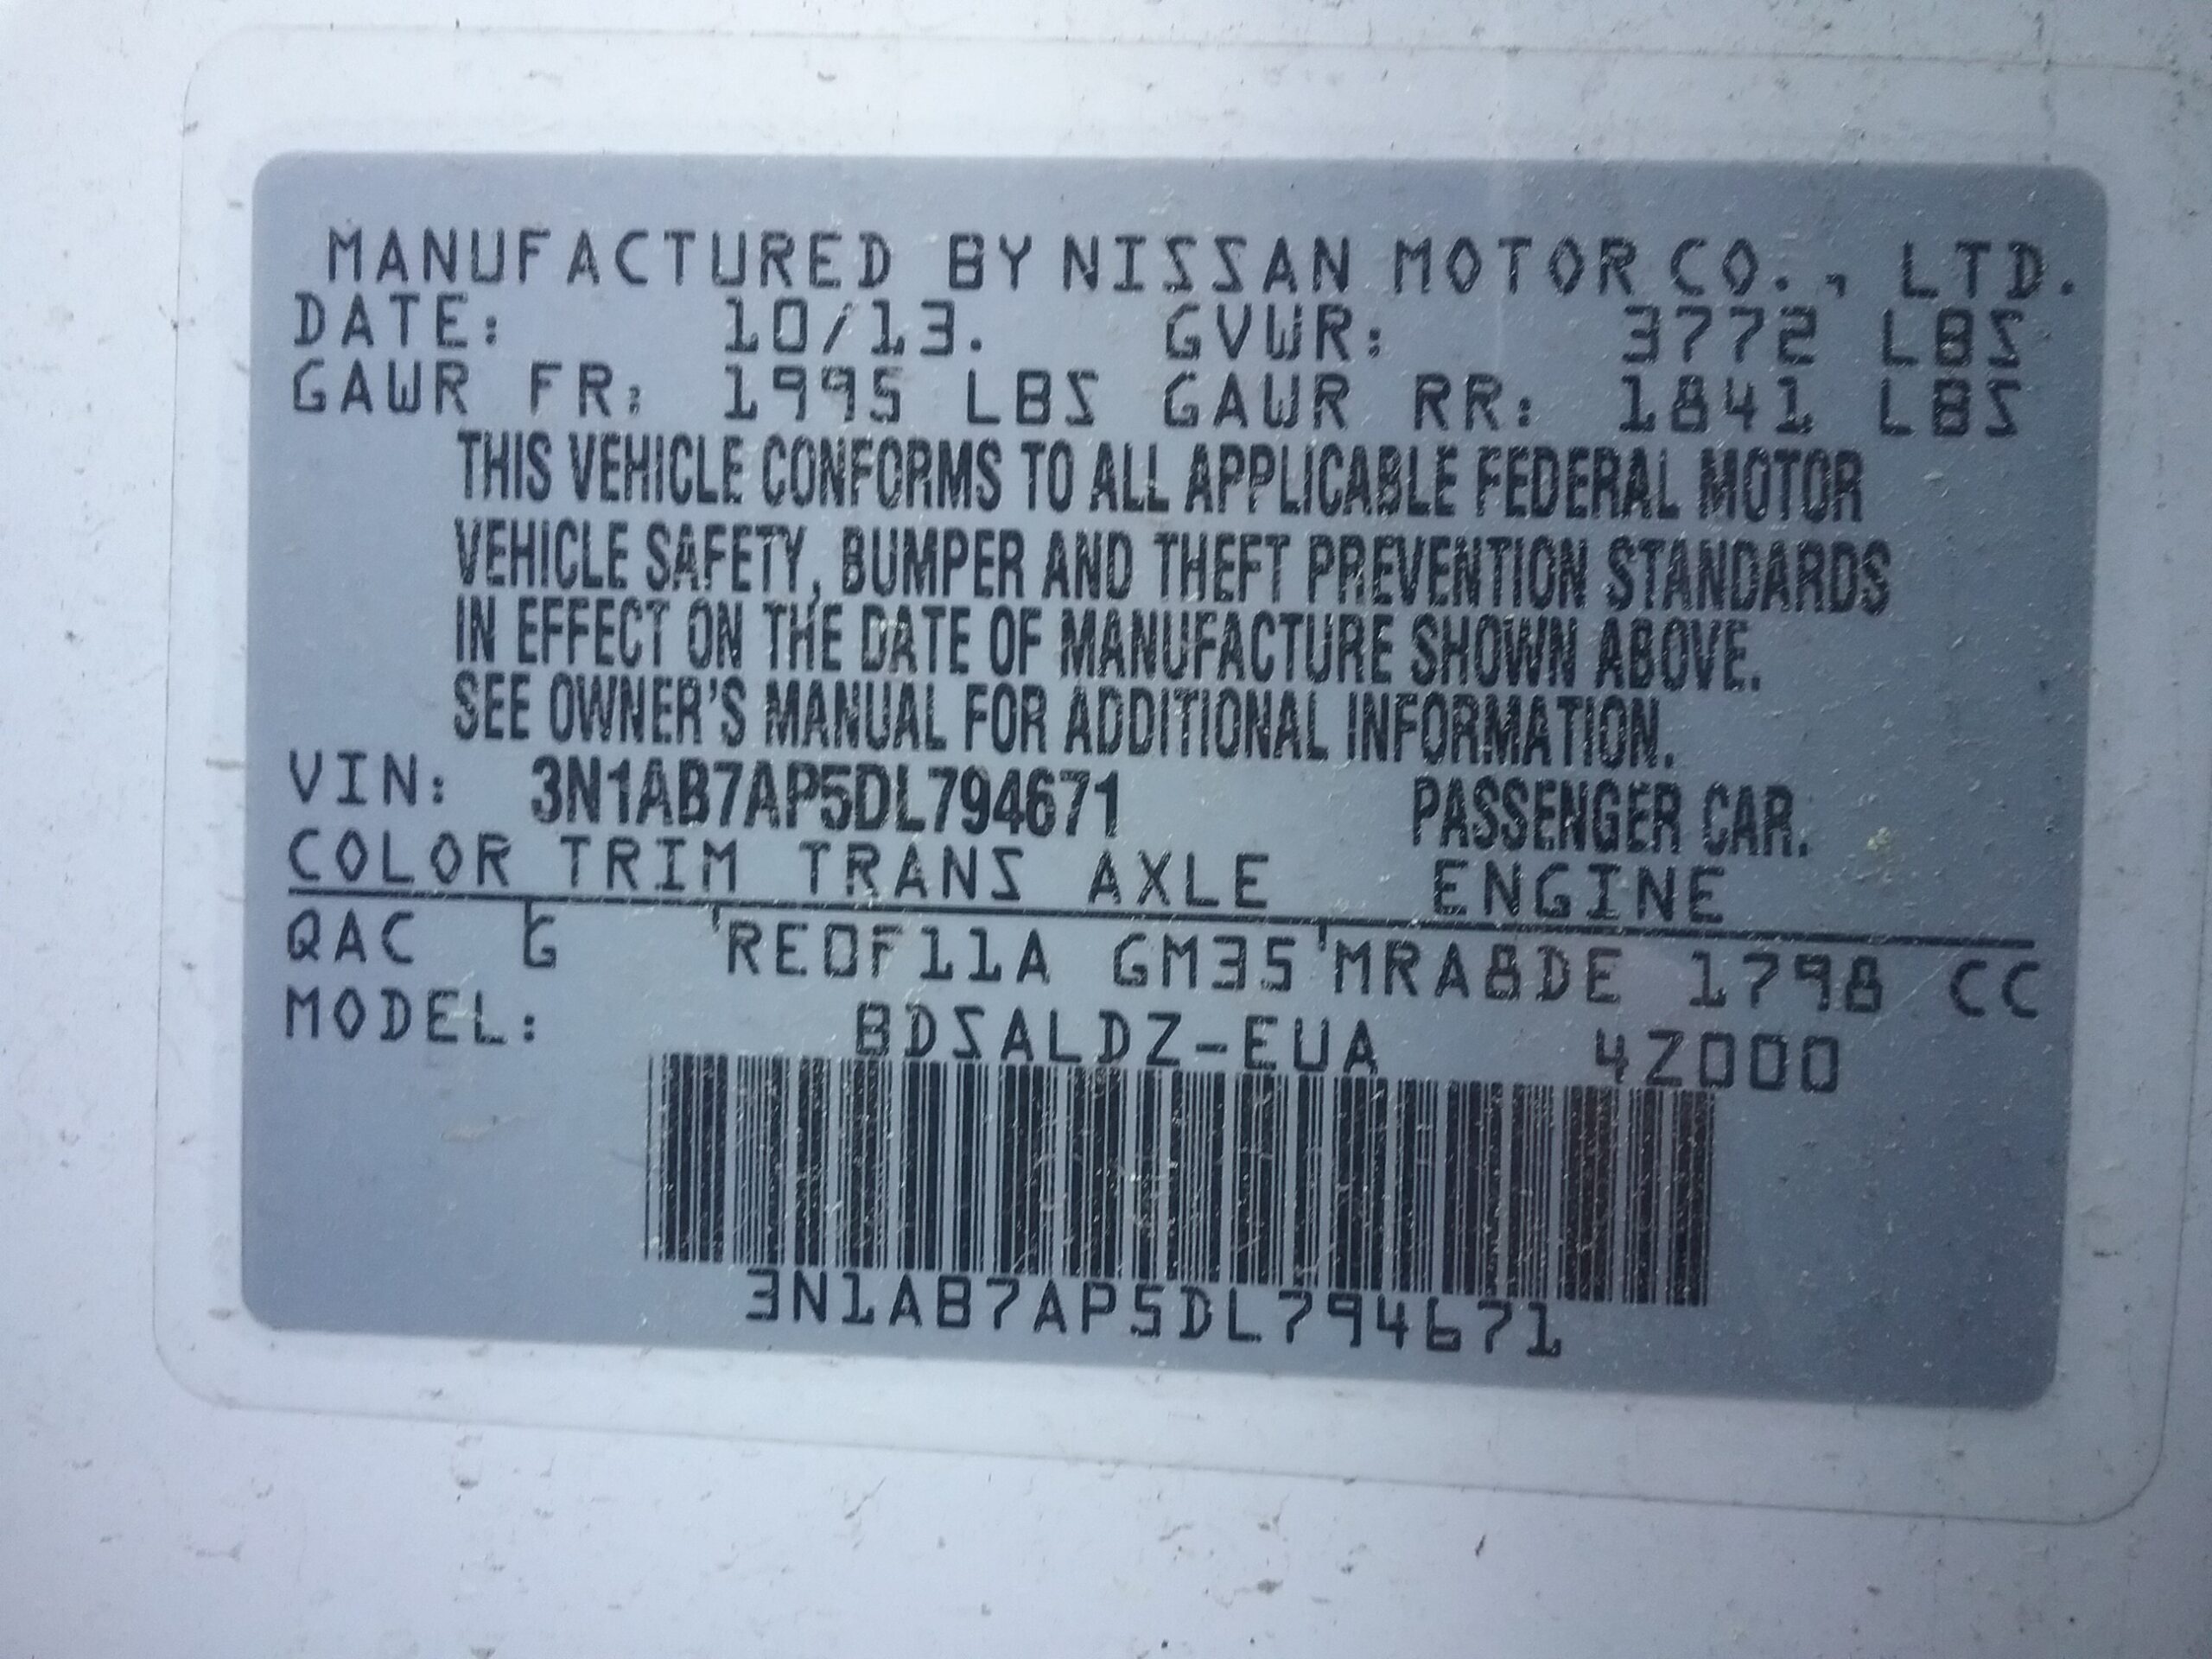 MANUFACTURED BY NISSAN MOTOR CO., LTD.
DATE: 10/13. GVWR: 3772 LBS
GAWR FR: 1995 LBS GAWR RR: 1841 LBS
THIS VEHICLE CONFORMS TO ALL APPLICABLE FEDERAL MOTOR
VEHICLE SAFETY, BUMPER AND THEFT PREVENTION STANDARDS
IN EFFECT ON THE DATE OF MANUFACTURE SHOWN ABOVE.
SEE OWNER'S MANUAL FOR ADDITIONAL INFORMATION.
VIN: 3N1AB7AP5DL794671 PASSENGER CAR.
COLOR TRIM TRANS AXLE ENGINE
QAC G RE0F11A GM35 MRA8DE 1798 CC
MODEL: BDSALDZ-EUA 4Z000
3N1AB7AP5DL794671